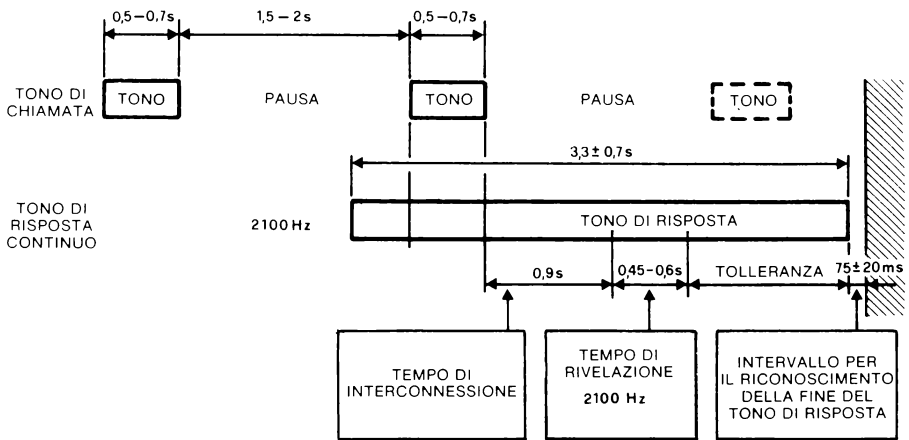 0,5–0,7s
1,5–2s
0,5–0,7s
TONO DI
CHIAMATA
TONO
PAUSA
TONO
PAUSA
TONO
3,3±0,7s
TONO DI
RISPOSTA
CONTINUO
2100 Hz
TONO DI RISPOSTA
0,9s
0,45–0,6s
TOLLERANZA
75±20ms
TEMPO DI
INTERCONNESSIONE
TEMPO DI
RIVELAZIONE
2100 Hz
INTERVALLO PER
IL RICONOSCIMENTO
DELLA FINE DEL
TONO DI RISPOSTA